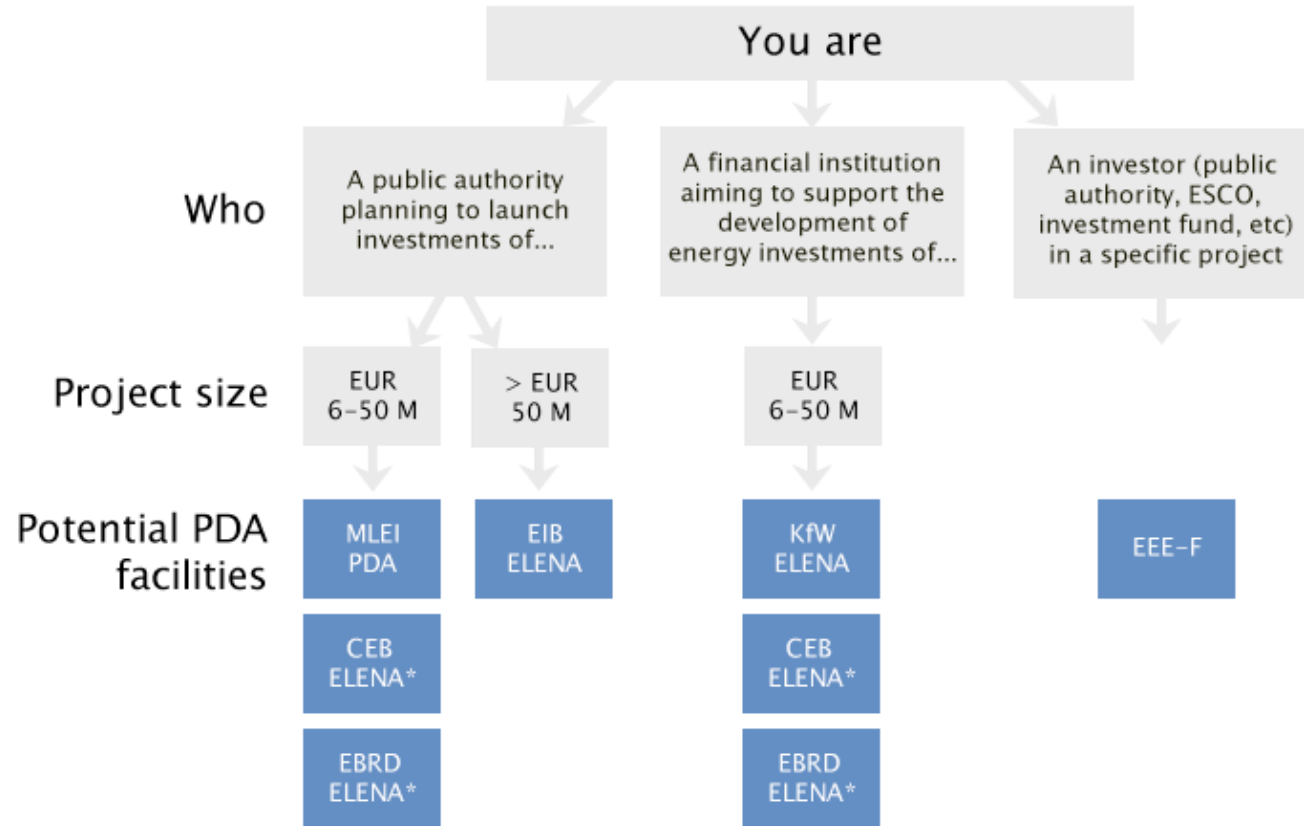 You are
Who
A public authority
planning to launch
investments of...
A financial institution
aiming to support the
development of
energy investments of...
An investor (public
authority, ESCO,
investment fund, etc)
in a specific project
Project size
EUR
6–50 M
> EUR
50 M
EUR
6–50 M
Potential PDA
facilities
MLEI
PDA
EIB
ELENA
KfW
ELENA
EEE–F
CEB
ELENA*
CEB
ELENA*
EBRD
ELENA*
EBRD
ELENA*